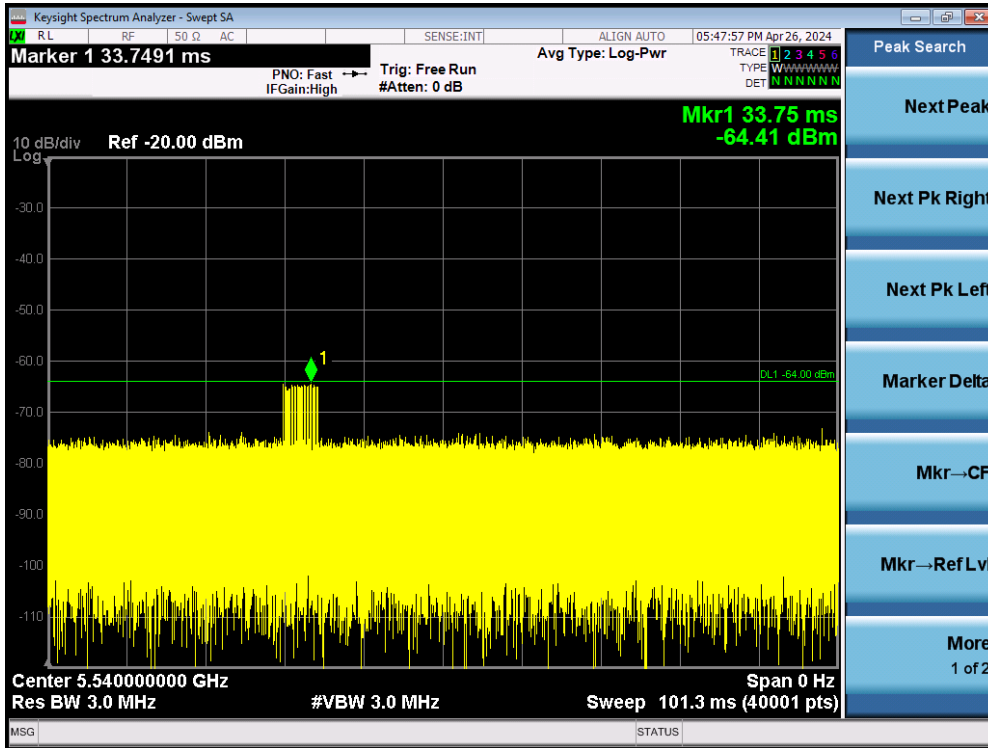 Keysight Spectrum Analyzer - Swept SA
LXI RL RF 50 Ω AC SENSE:INT ALIGN AUTO 05:47:57 PM Apr 26, 2024
Marker 1 33.7491 ms
PNO: Fast
IFGain:High
Trig: Free Run
#Atten: 0 dB
Avg Type: Log-Pwr
TRACE 1 2 3 4 5 6
TYPE WWWWWW
DET N N N N N N
Mkr1 33.75 ms
-64.41 dBm
10 dB/div
Log
Ref -20.00 dBm
-30.0
-40.0
-50.0
-60.0
-70.0
-80.0
-90.0
-100
-110
1
DL1 -64.00 dBm
Center 5.540000000 GHz
Span 0 Hz
Res BW 3.0 MHz
#VBW 3.0 MHz
Sweep 101.3 ms (40001 pts)
MSG
STATUS
Peak Search
Next Peak
Next Pk Right
Next Pk Left
Marker Delta
Mkr→CF
Mkr→Ref Lvl
More
1 of 2